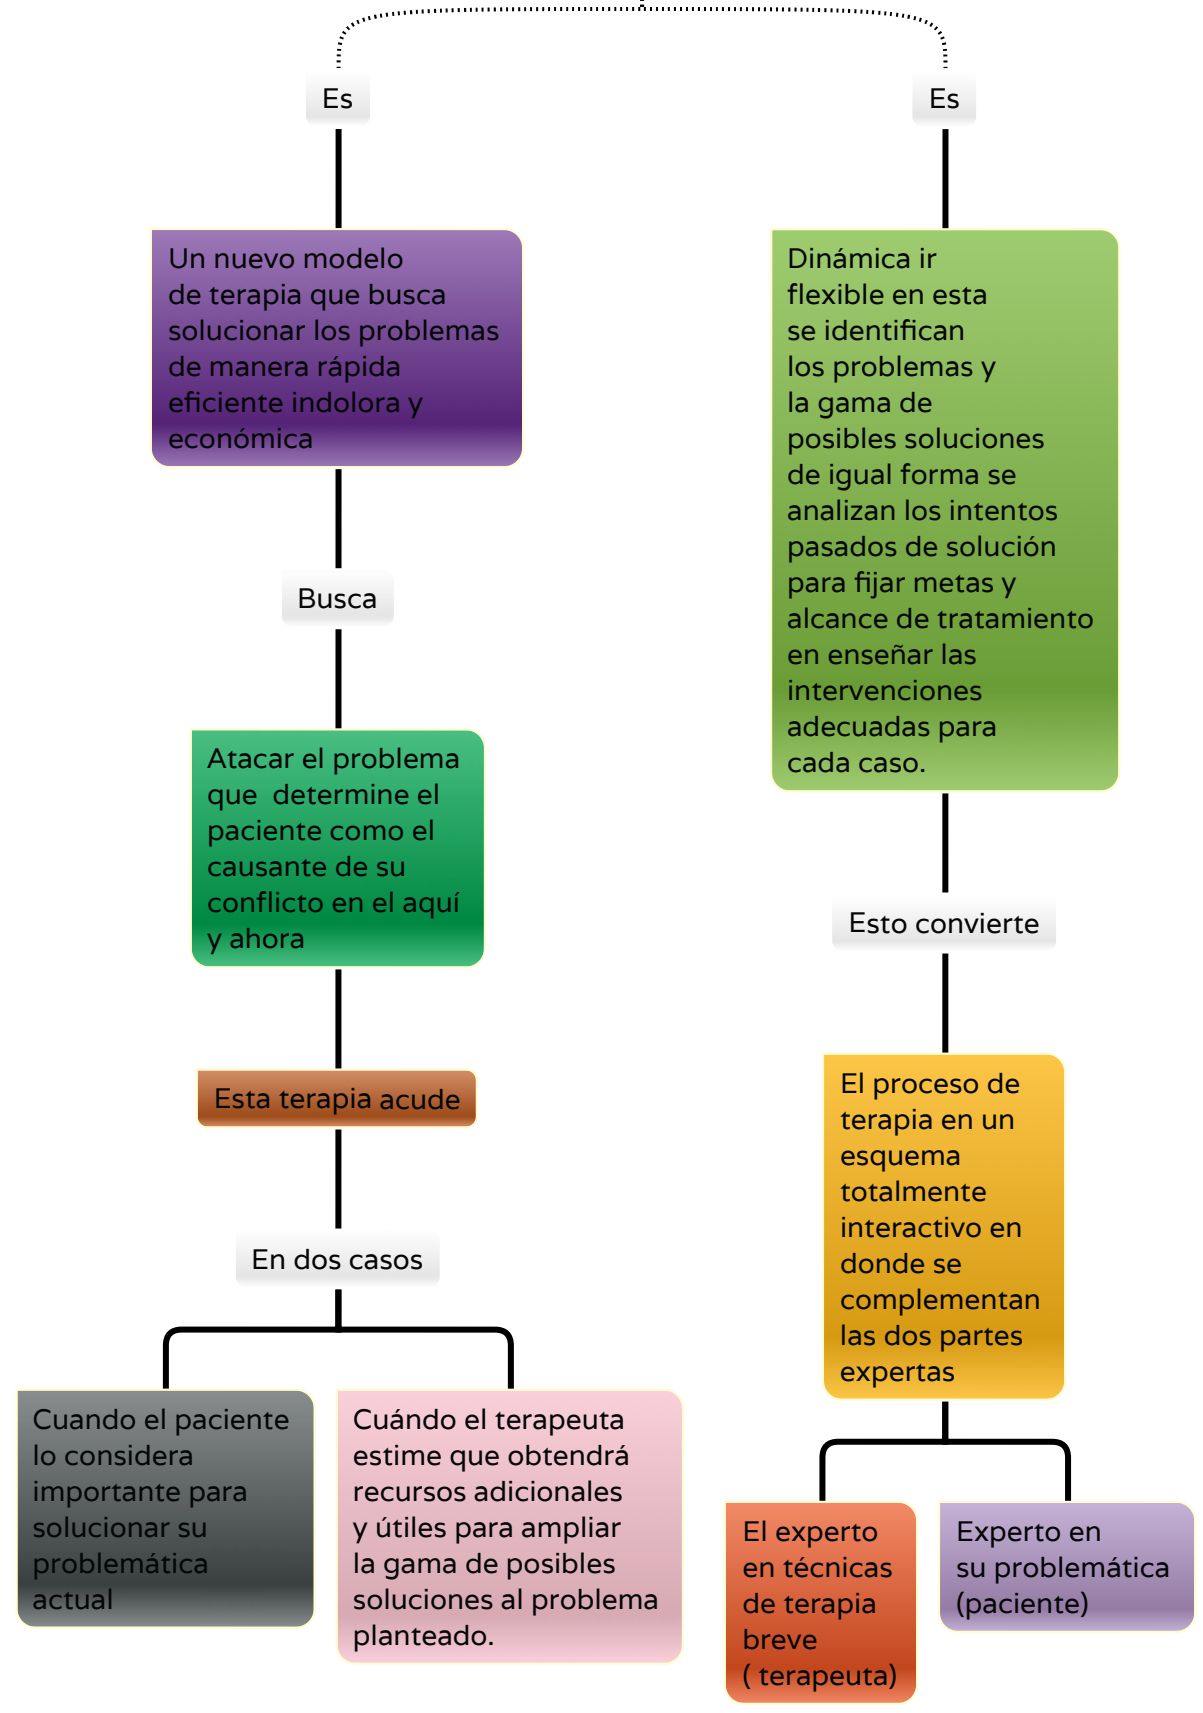 Es
Un nuevo modelo
de terapia que busca
solucionar los problemas
de manera rápida
eficiente indolora y
económica
Busca
Atacar el problema
que  determine el
paciente como el
causante de su
conflicto en el aquí
y ahora
Esta terapia acude
En dos casos
Cuando el paciente
lo considera
importante para
solucionar su
problemática
actual
Cuándo el terapeuta
estime que obtendrá
recursos adicionales
y útiles para ampliar
la gama de posibles
soluciones al problema
planteado.
Es
Dinámica ir
flexible en esta
se identifican
los problemas y
la gama de
posibles soluciones
de igual forma se
analizan los intentos
pasados de solución
para fijar metas y
alcance de tratamiento
en enseñar las
intervenciones
adecuadas para
cada caso.
Esto convierte
El proceso de
terapia en un
esquema
totalmente
interactivo en
donde se
complementan
las dos partes
expertas
El experto
en técnicas
de terapia
breve
( terapeuta)
Experto en
su problemática
(paciente)